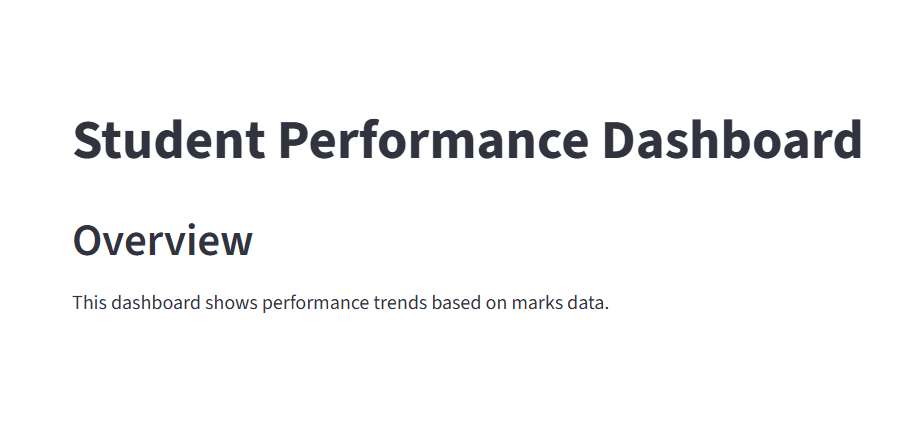 Student Performance Dashboard
Overview
This dashboard shows performance trends based on marks data.